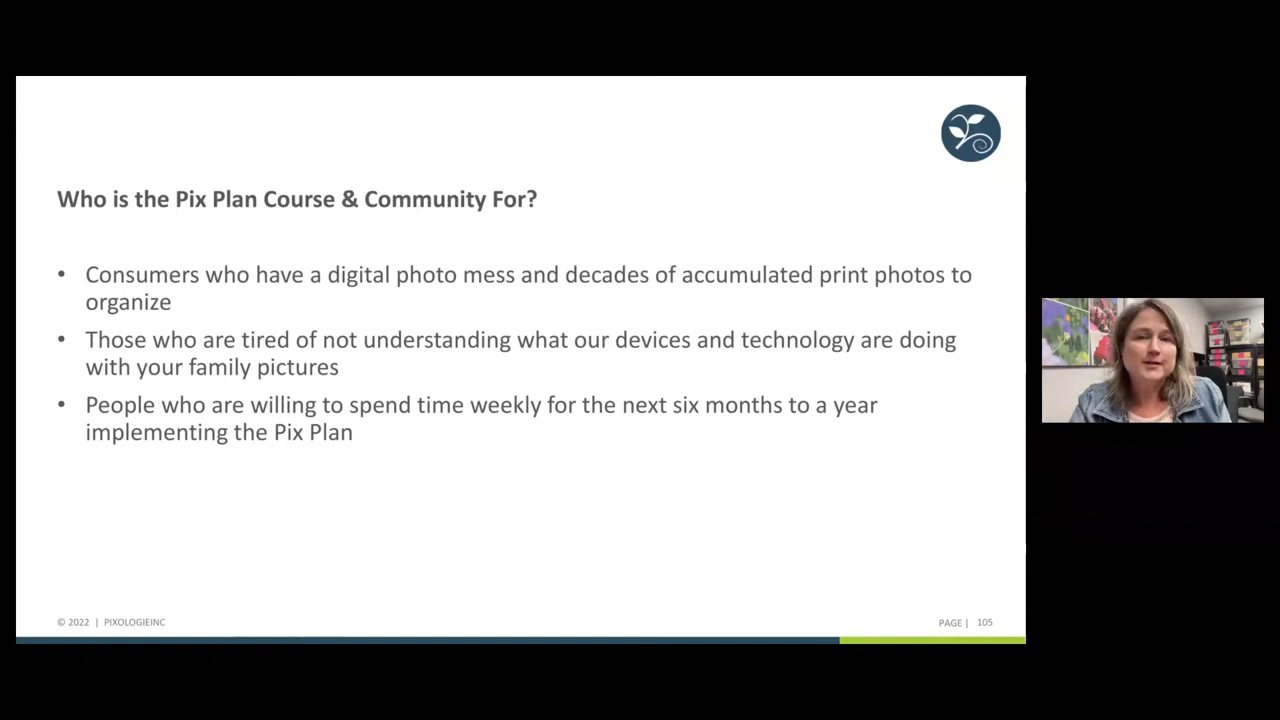 Who is the Pix Plan Course & Community For?
• Consumers who have a digital photo mess and decades of accumulated print photos to
organize
• Those who are tired of not understanding what our devices and technology are doing
with your family pictures
• People who are willing to spend time weekly for the next six months to a year
implementing the Pix Plan
© 2022 | PIXOLOGIEINC
PAGE | 105